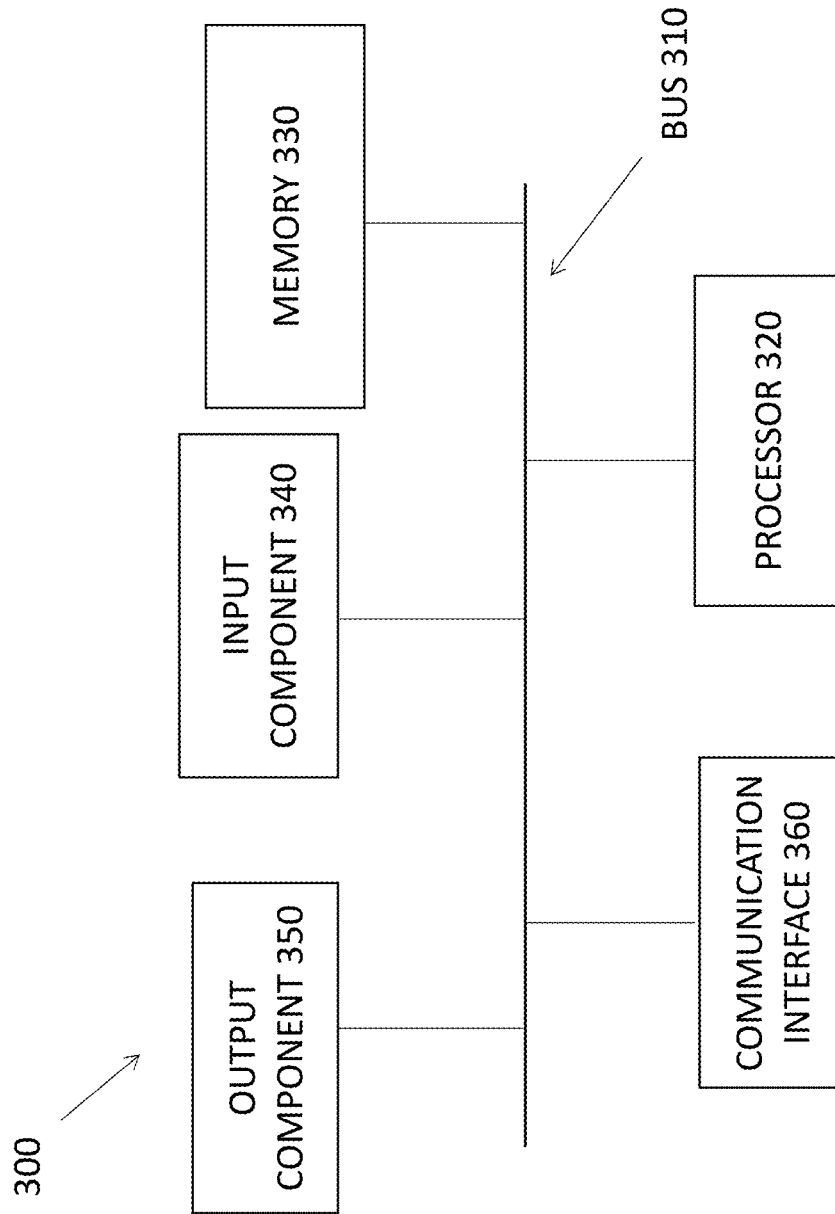 300
OUTPUT
COMPONENT 350
INPUT
COMPONENT 340
MEMORY 330
BUS 310
COMMUNICATION
INTERFACE 360
PROCESSOR 320